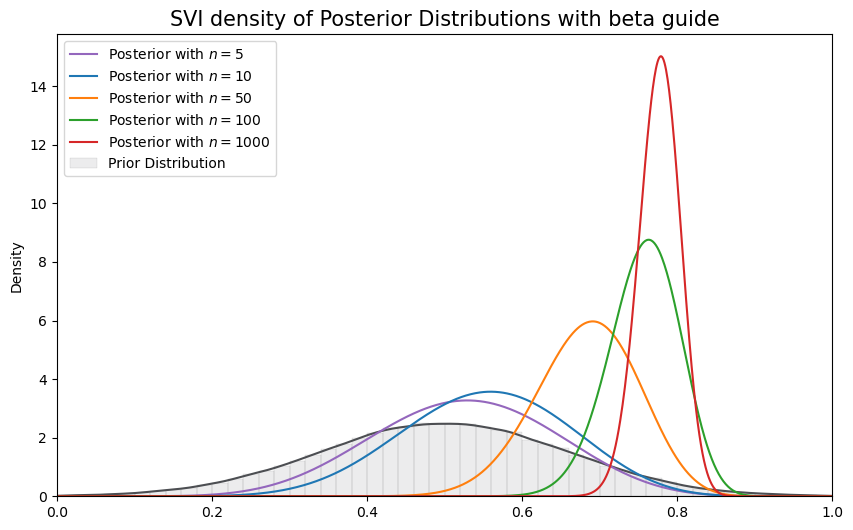 SVI density of Posterior Distributions with beta guide
Posterior with n = 5
Posterior with n = 10
Posterior with n = 50
Posterior with n = 100
Posterior with n = 1000
Prior Distribution
Density
14
12
10
8
6
4
2
0
0.0 0.2 0.4 0.6 0.8 1.0